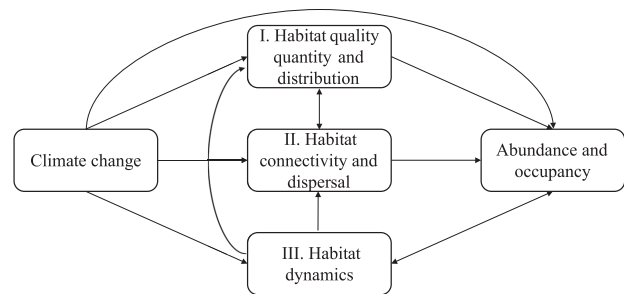 I. Habitat quality
quantity and
distribution
Climate change
II. Habitat
connectivity and
dispersal
Abundance and
occupancy
III. Habitat
dynamics